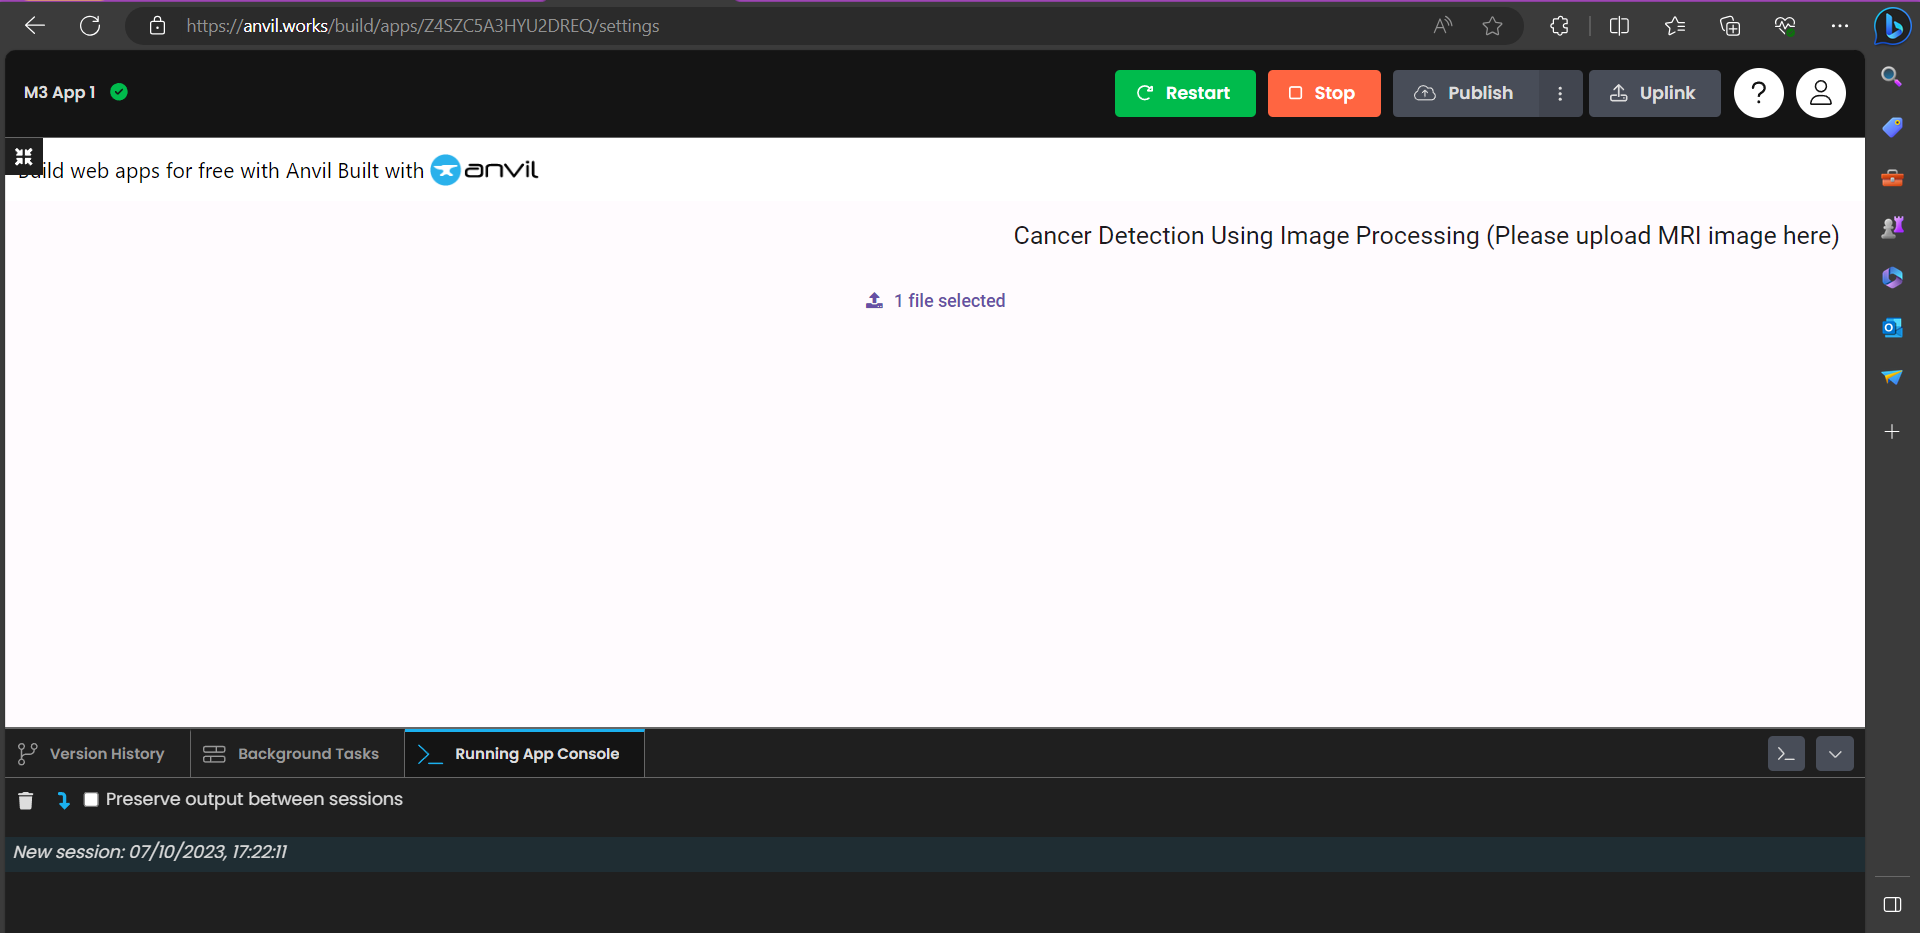 https://anvil.works/build/apps/Z4SZC5A3HYU2DREQ/settings
M3 App 1
Restart
Stop
Publish
Uplink
?
ild web apps for free with Anvil Built with anvil
Cancer Detection Using Image Processing (Please upload MRI image here)
1 file selected
Version History
Background Tasks
Running App Console
Preserve output between sessions
New session: 07/10/2023, 17:22:11